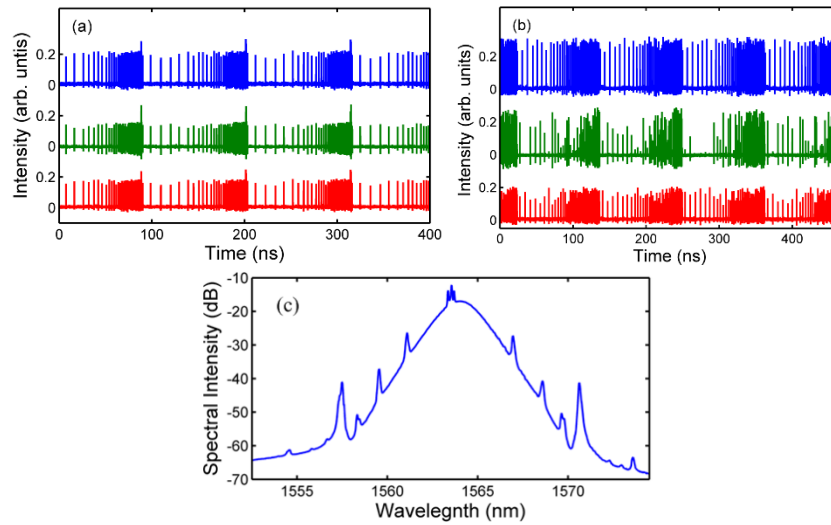 (a)
Intensity (arb. untis)
0.2
0
0.2
0
0.2
0
0 100 200 300 400
Time (ns)
(b)
Intensity (arb. units)
0.2
0
0.2
0
0.2
0
0 100 200 300 400
Time (ns)
(c)
Spectral Intensity (dB)
-10
-20
-30
-40
-50
-60
-70
1555 1560 1565 1570
Wavelegnth (nm)